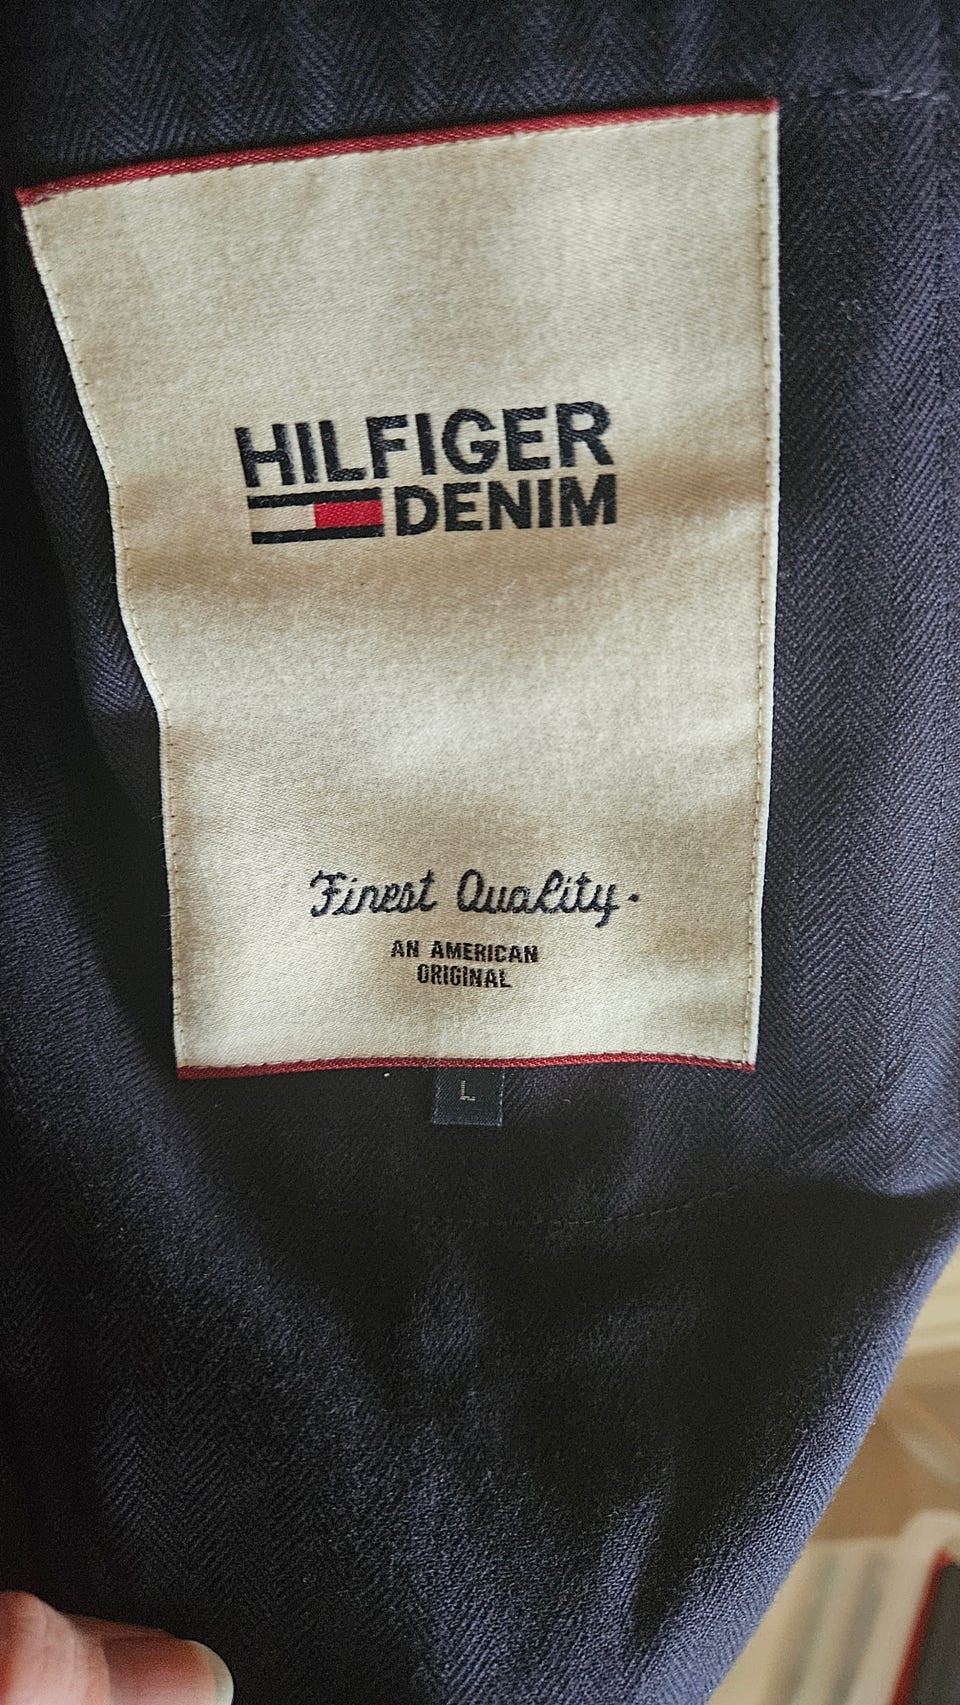 HILFIGER
DENIM
Finest Quality.
AN AMERICAN
ORIGINAL
L